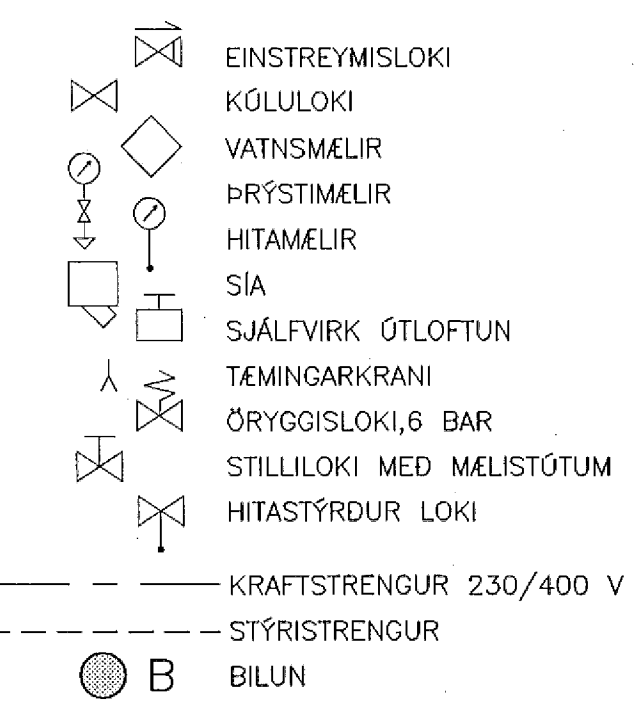 EINSTREYMISLOKI
KÚLULOKI
VATNSMÆLIR
ÞRÝSTIMÆLIR
HITAMÆLIR
SÍA
SJÁLFVIRK ÚTLOFTUN
TÆMINGARKRANI
ÖRYGGISLOKI,6 BAR
STILLILOKI MEÐ MÆLISTÚTUM
HITASTÝRÐUR LOKI
KRAFTSTRENGUR 230/400 V
STÝRISTRENGUR
B BILUN